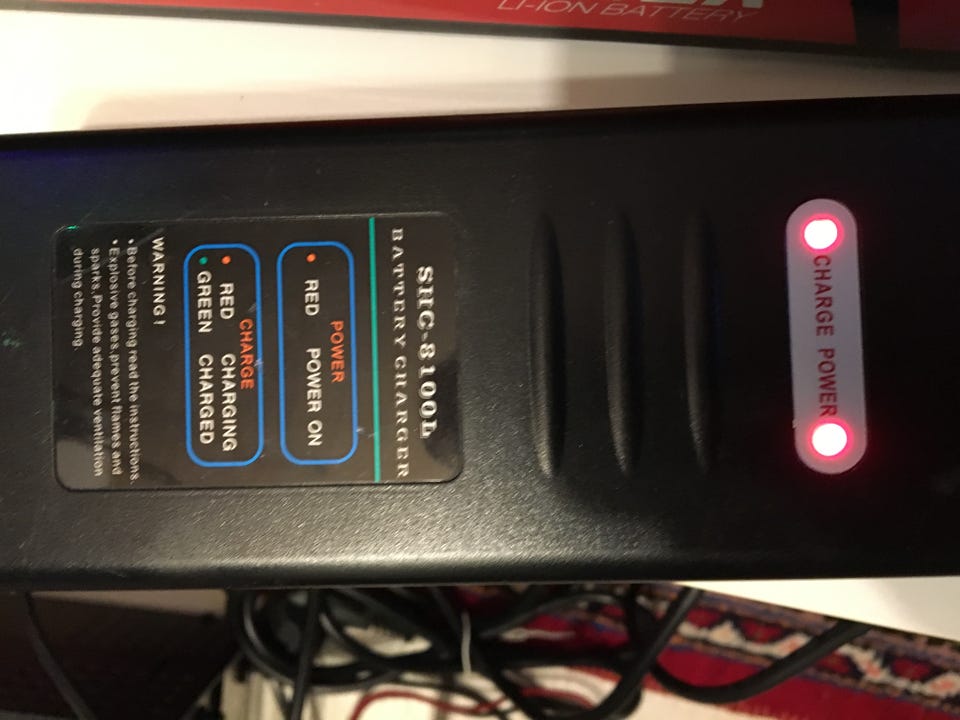 LI-ION BATTERY
CHARGE POWER
SHC-8100L
BATTERY CHARGER
POWER
RED POWER ON
CHARGE
RED CHARGING
GREEN CHARGED
WARNING!
•Before charging read the instructions.
•Explosive gases.prevent flames and
sparks.Provide adequate ventilation
during charging.